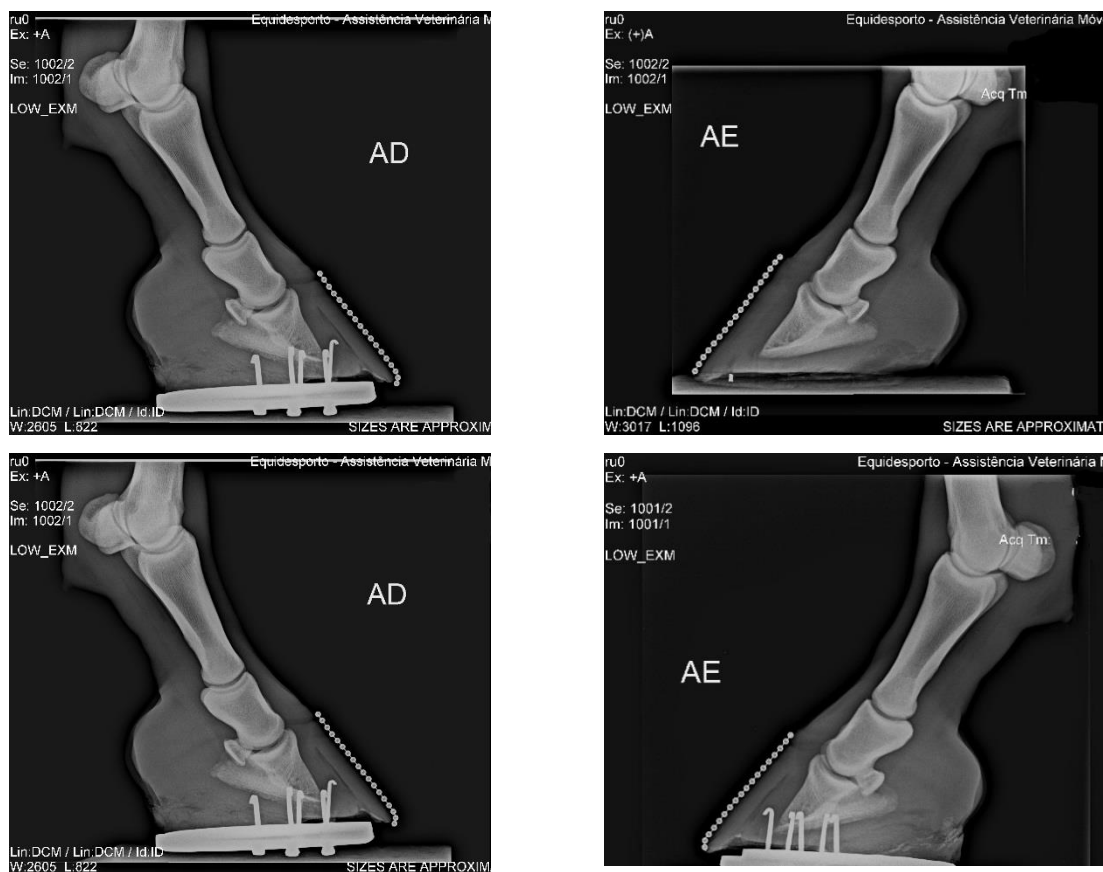 ru0
Equidesporto - Assistência Veterinária Móv
Ex: +A
Se: 1002/2
Im: 1002/1
LOW_EXM
AD
Lin:DCM / Lin:DCM / Id:ID
W:2605 L:822
SIZES ARE APPROXIM
ru0
Equidesporto - Assistência Veterinária Móv
Ex: (+)A
Se: 1002/2
Im: 1002/1
Acq Tm
LOW_EXM
AE
Lin:DCM / Lin:DCM / Id:ID
W:3017 L:1096
SIZES ARE APPROXIMAT
ru0
Equidesporto - Assistência Veterinária M
Ex: +A
Se: 1002/2
Im: 1002/1
LOW_EXM
AD
Lin:DCM / Lin:DCM / Id:ID
W:2605 L:822
SIZES ARE APPROXIM
ru0
Equidesporto - Assistência Veterinária M
Ex: +A
Se: 1001/2
Im: 1001/1
Acq Tm:
LOW_EXM
AE